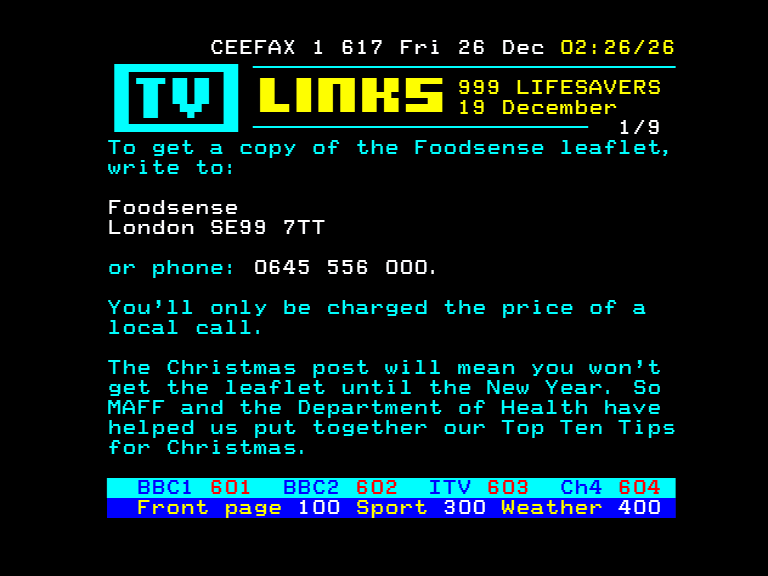 CEEFAX 1 617 Fri 26 Dec 02:26/26
TV LINKS 999 LIFESAVERS
19 December
1/9
To get a copy of the Foodsense leaflet,
write to:
Foodsense
London SE99 7TT
or phone: 0645 556 000.
You'll only be charged the price of a
local call.
The Christmas post will mean you won't
get the leaflet until the New Year. So
MAFF and the Department of Health have
helped us put together our Top Ten Tips
for Christmas.
BBC1 601 BBC2 602 ITV 603 Ch4 604
Front page 100 Sport 300 Weather 400